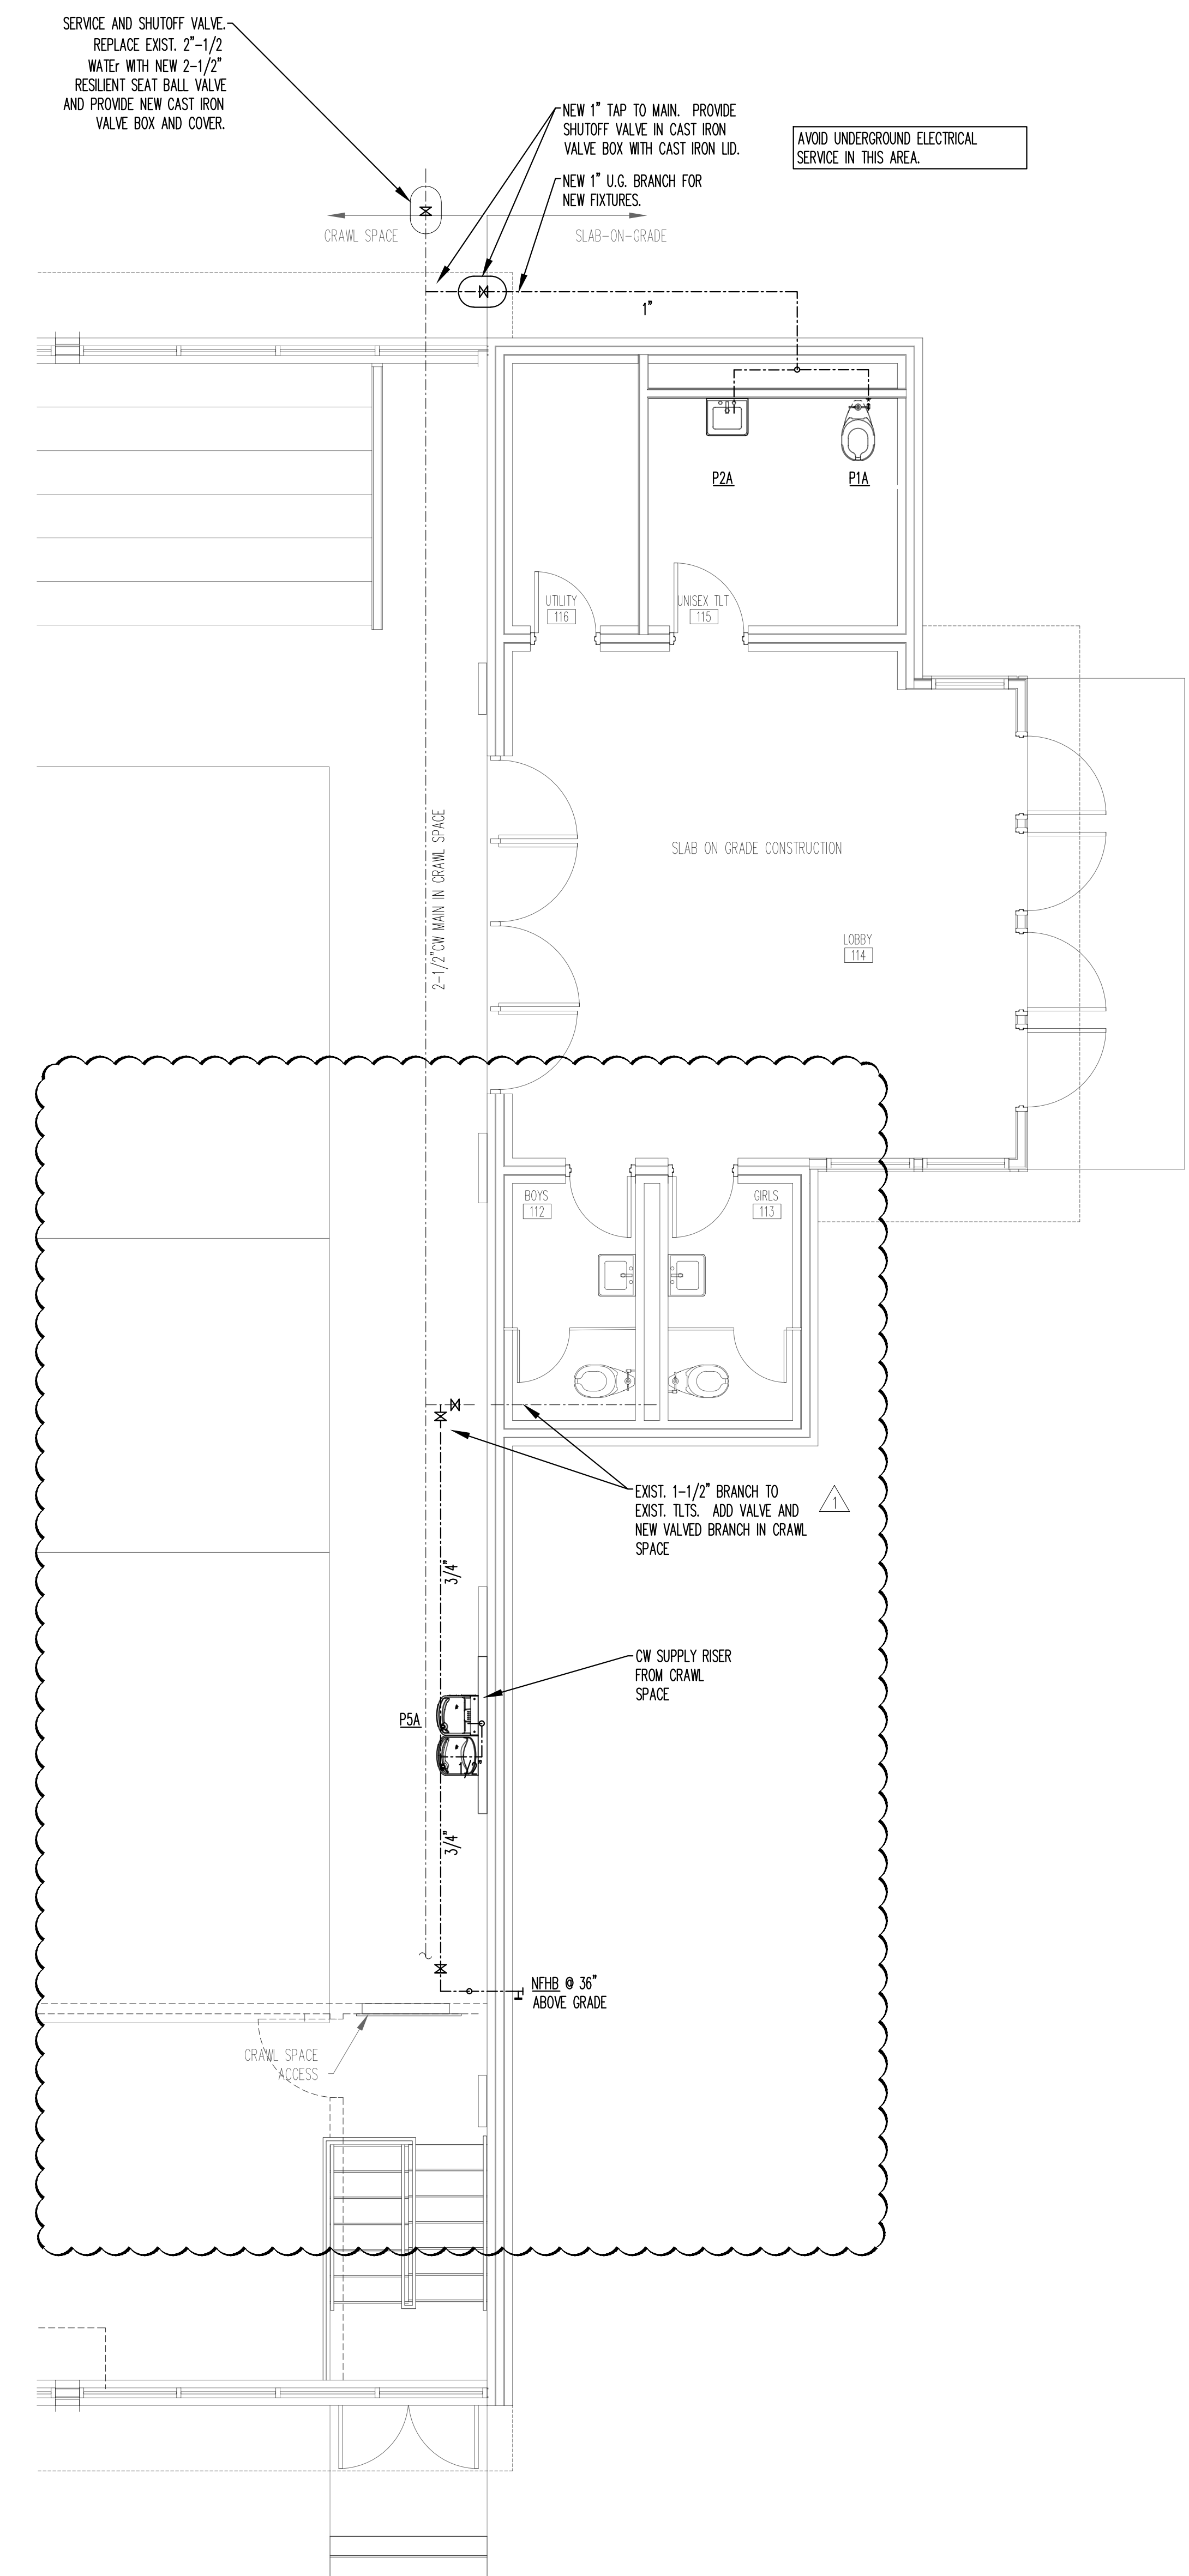 SERVICE AND SHUTOFF VALVE.
REPLACE EXIST. 2"-1/2
WATEr WITH NEW 2-1/2"
RESILIENT SEAT BALL VALVE
AND PROVIDE NEW CAST IRON
VALVE BOX AND COVER.
NEW 1" TAP TO MAIN. PROVIDE
SHUTOFF VALVE IN CAST IRON
VALVE BOX WITH CAST IRON LID.
AVOID UNDERGROUND ELECTRICAL
SERVICE IN THIS AREA.
NEW 1" U.G. BRANCH FOR
NEW FIXTURES.
CRAWL SPACE
SLAB-ON-GRADE
1"
P2A
P1A
UTILITY
116
UNISEX TLT
115
2-1/2"CW MAIN IN CRAWL SPACE
SLAB ON GRADE CONSTRUCTION
LOBBY
114
BOYS
112
GIRLS
113
EXIST. 1-1/2" BRANCH TO
EXIST. TLTS. ADD VALVE AND
NEW VALVED BRANCH IN CRAWL
SPACE
1
3/4"
CW SUPPLY RISER
FROM CRAWL
SPACE
P5A
3/4"
NFHB @ 36"
ABOVE GRADE
CRAWL SPACE
ACCESS